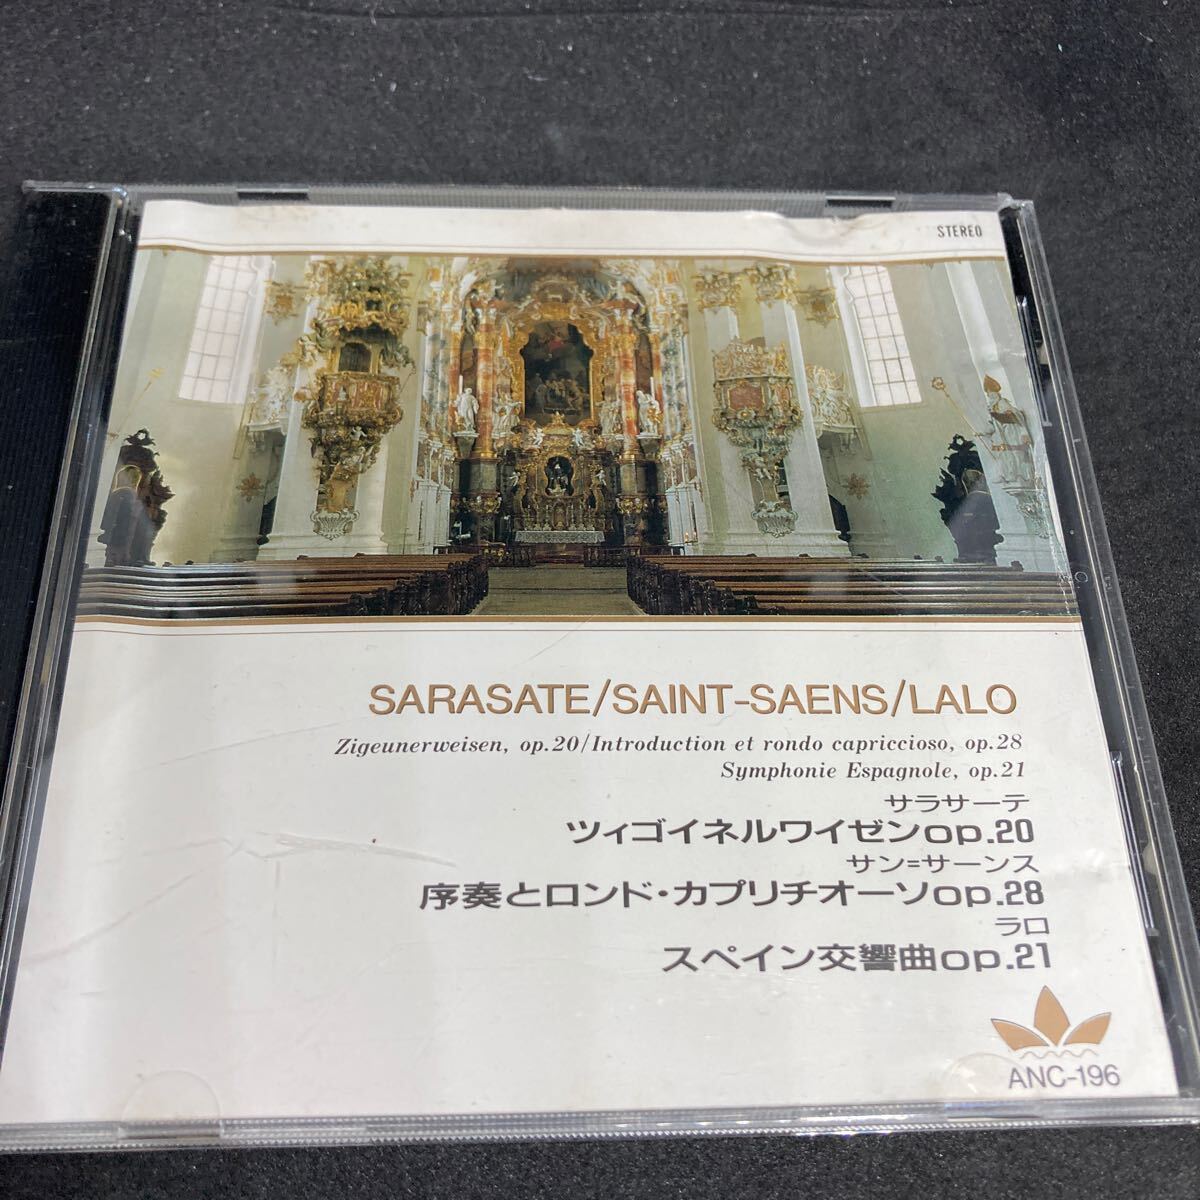 STEREO
SARASATE/SAINT-SAENS/LALO
Zigeunerweisen, op.20/Introduction et rondo capriccioso, op.28
Symphonie Espagnole, op.21
サラサーテ
ツィゴイネルワイゼンop.20
サン=サーンス
序奏とロンド・カプリチオーソop.28
ラロ
スペイン交響曲op.21
ANC-196